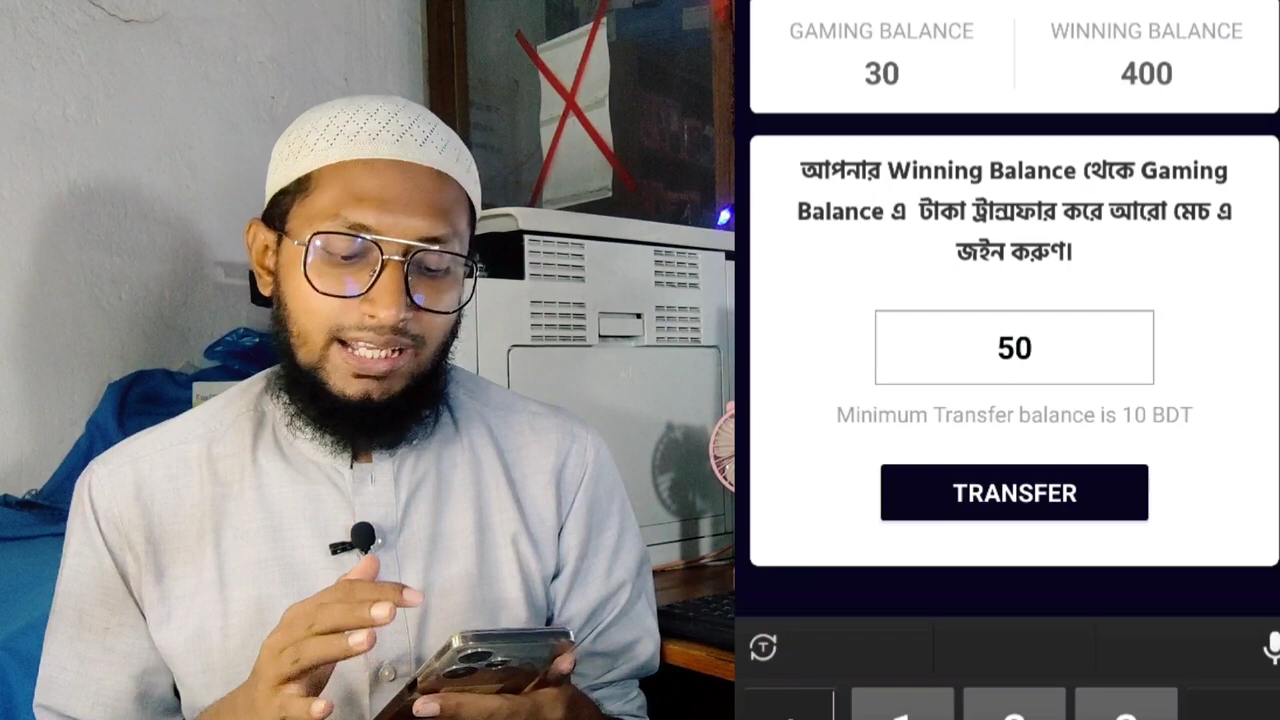 GAMING BALANCE
30
WINNING BALANCE
400
আপনার Winning Balance থেকে Gaming
Balance এ টাকা ট্রান্সফার করে আরো মেচ এ
জইন করুণ।
50
Minimum Transfer balance is 10 BDT
TRANSFER